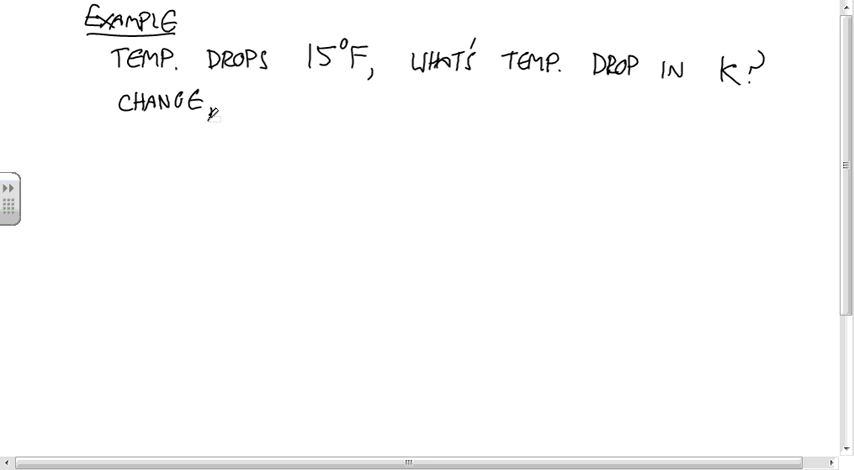 EXAMPLE
TEMP. DROPS 15°F, WHAT'S TEMP. DROP IN K?
CHANGE,